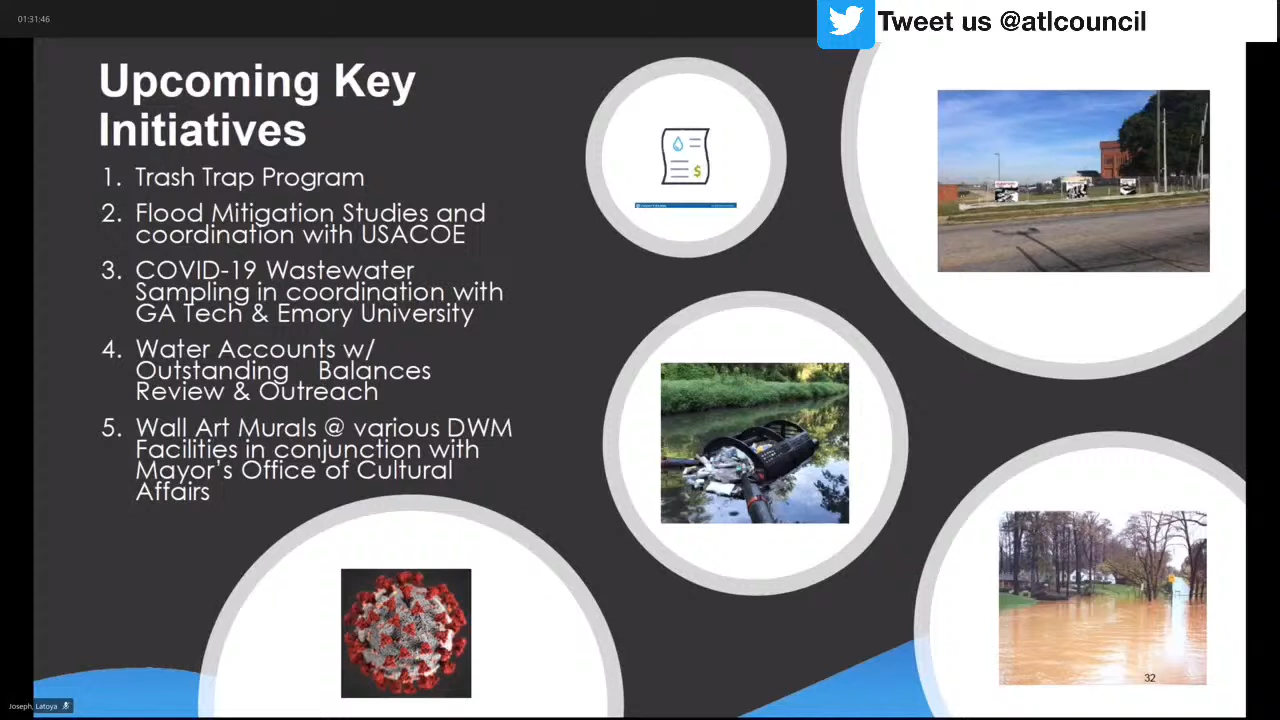 01:31:46
Tweet us @atlcouncil
Upcoming Key
Initiatives
1. Trash Trap Program
2. Flood Mitigation Studies and
coordination with USACOE
3. COVID-19 Wastewater
Sampling in coordination with
GA Tech & Emory University
4. Water Accounts w/
Outstanding Balances
Review & Outreach
5. Wall Art Murals @ various DWM
Facilities in conjunction with
Mayor's Office of Cultural
Affairs
$
32
Joseph, Latoya